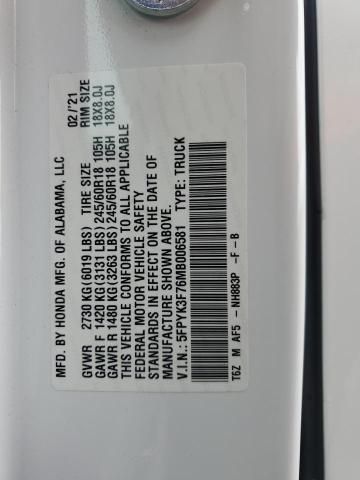 MFD. BY HONDA MFG. OF ALABAMA, LLC 02/'21
GVWR 2730 KG(6019 LBS) TIRE SIZE RIM SIZE
GAWR F 1420 KG(3131 LBS) 245/60R18 105H 18X8.0J
GAWR R 1480 KG(3263 LBS) 245/60R18 105H 18X8.0J
THIS VEHICLE CONFORMS TO ALL APPLICABLE
FEDERAL MOTOR VEHICLE SAFETY
STANDARDS IN EFFECT ON THE DATE OF
MANUFACTURE SHOWN ABOVE.
V.I.N.: 5FPYK3F76MB006581 TYPE: TRUCK
T6Z M AF5 - NH883P -F - B